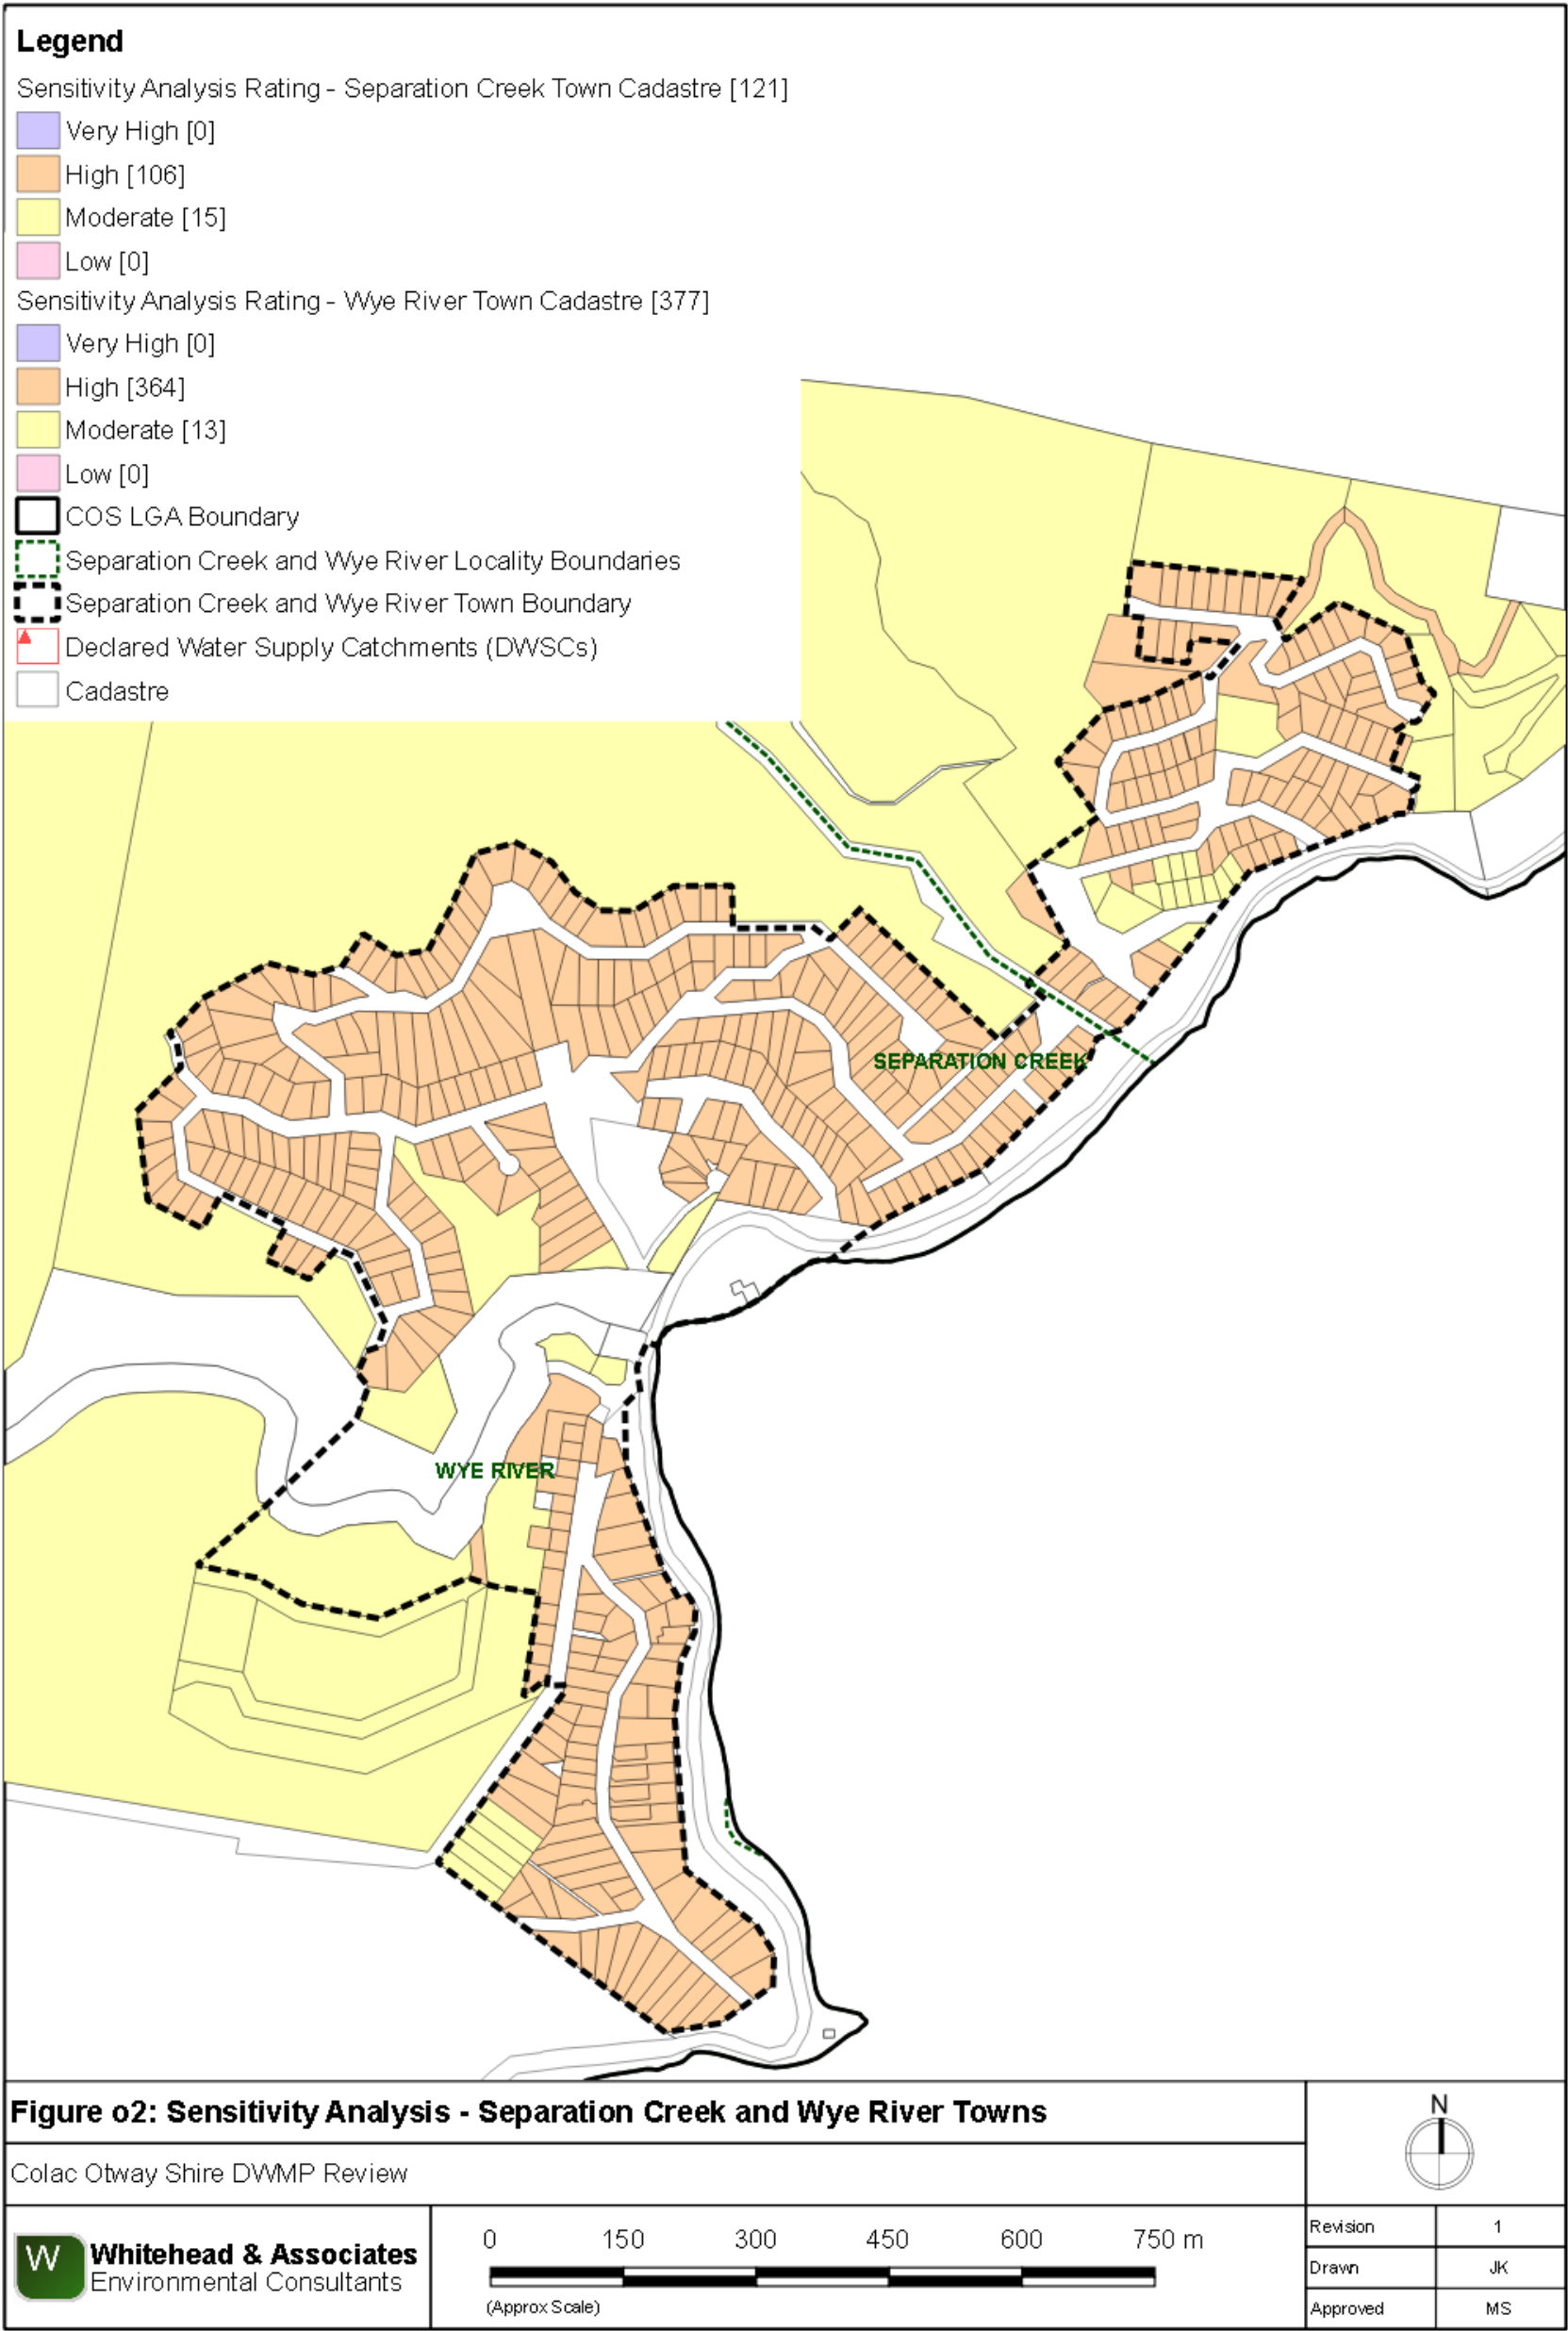 Legend
Sensitivity Analysis Rating - Separation Creek Town Cadastre [121]
Very High [0]
High [106]
Moderate [15]
Low [0]
Sensitivity Analysis Rating - Wye River Town Cadastre [377]
Very High [0]
High [364]
Moderate [13]
Low [0]
COS LGA Boundary
Separation Creek and Wye River Locality Boundaries
Separation Creek and Wye River Town Boundary
Declared Water Supply Catchments (DWSCs)
Cadastre
SEPARATION CREEK
WYE RIVER
Figure o2: Sensitivity Analysis - Separation Creek and Wye River Towns
Colac Otway Shire DWMP Review
N
W
Whitehead & Associates
Environmental Consultants
0 150 300 450 600 750 m
(Approx Scale)
Revision 1
Drawn JK
Approved MS